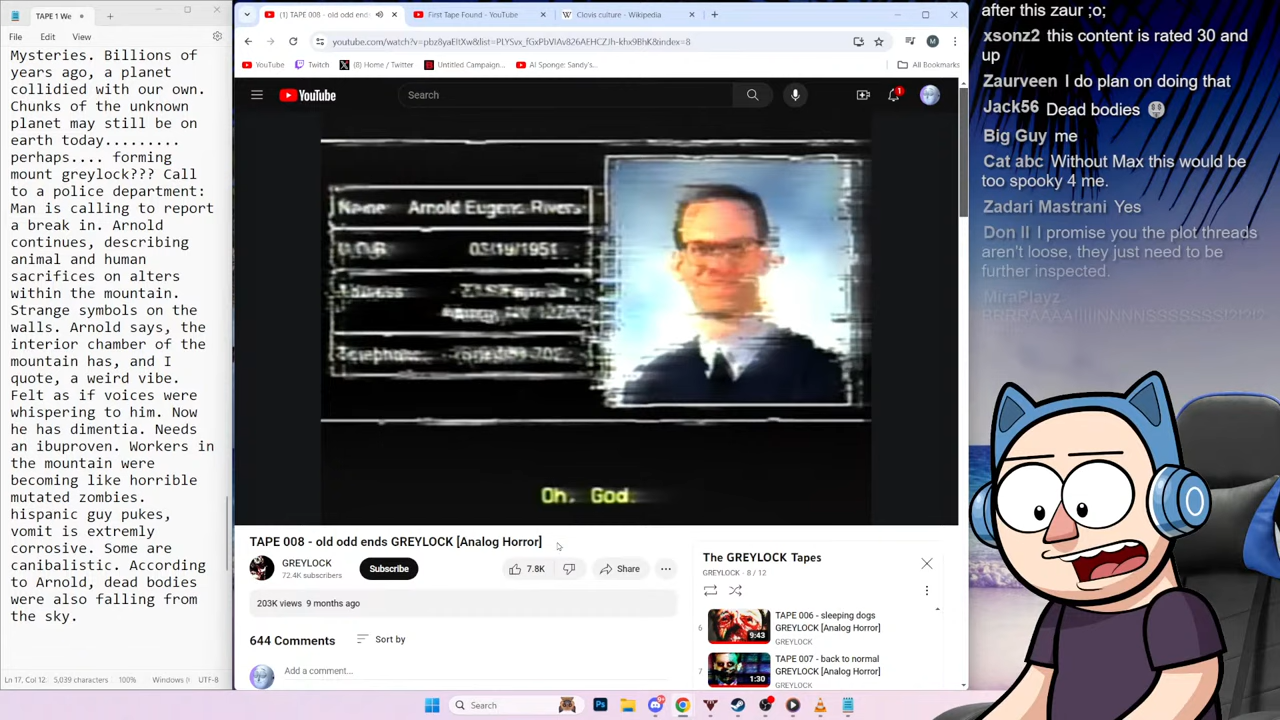 TAPE 1 We
File Edit View
Mysteries. Billions of
years ago, a planet
collidied with our own.
Chunks of the unknown
planet may still be on
earth today.........
perhaps.... forming
mount greylock??? Call
to a police department:
Man is calling to report
a break in. Arnold
continues, describing
animal and human
sacrifices on alters
within the mountain.
Strange symbols on the
walls. Arnold says, the
interior chamber of the
mountain has, and I
quote, a weird vibe.
Felt as if voices were
whispering to him. Now
he has dimentia. Needs
an ibuproven. Workers in
the mountain were
becoming like horrible
mutated zombies.
hispanic guy pukes,
vomit is extremly
corrosive. Some are
canibalistic. According
to Arnold, dead bodies
were also falling from
the sky.
5,039 characters 100% Windows ( UTF-8
(1) TAPE 008 - old odd ends
First Tape Found - YouTube
Clovis culture - Wikipedia
youtube.com/watch?v=pbz8yaEltXw&list=PLYSvx_fGxPbVIAv826AEHCZJh-khx9BhK&index=8
YouTube Twitch (8) Home / Twitter Untitled Campaign... AI Sponge: Sandy's...
All Bookmarks
YouTube
Search
1
Name Arnold Eugene Rivers
D.O.B. 03/19/1951
Address
Telephone
Oh, God.
TAPE 008 - old odd ends GREYLOCK [Analog Horror]
GREYLOCK
72.4K subscribers
Subscribe
7.8K
Share
203K views 9 months ago
644 Comments
Sort by
Add a comment...
The GREYLOCK Tapes
GREYLOCK · 8 / 12
6
9:43
TAPE 006 - sleeping dogs
GREYLOCK [Analog Horror]
GREYLOCK
7
1:30
TAPE 007 - back to normal
GREYLOCK [Analog Horror]
GREYLOCK
Search
after this zaur ;o;
xsonz2 this content is rated 30 and
up
Zaurveen I do plan on doing that
Jack56 Dead bodies
Big Guy me
Cat abc Without Max this would be
too spooky 4 me.
Zadari Mastrani Yes
Don II I promise you the plot threads
aren't loose, they just need to be
further inspected.
MiraPlayz